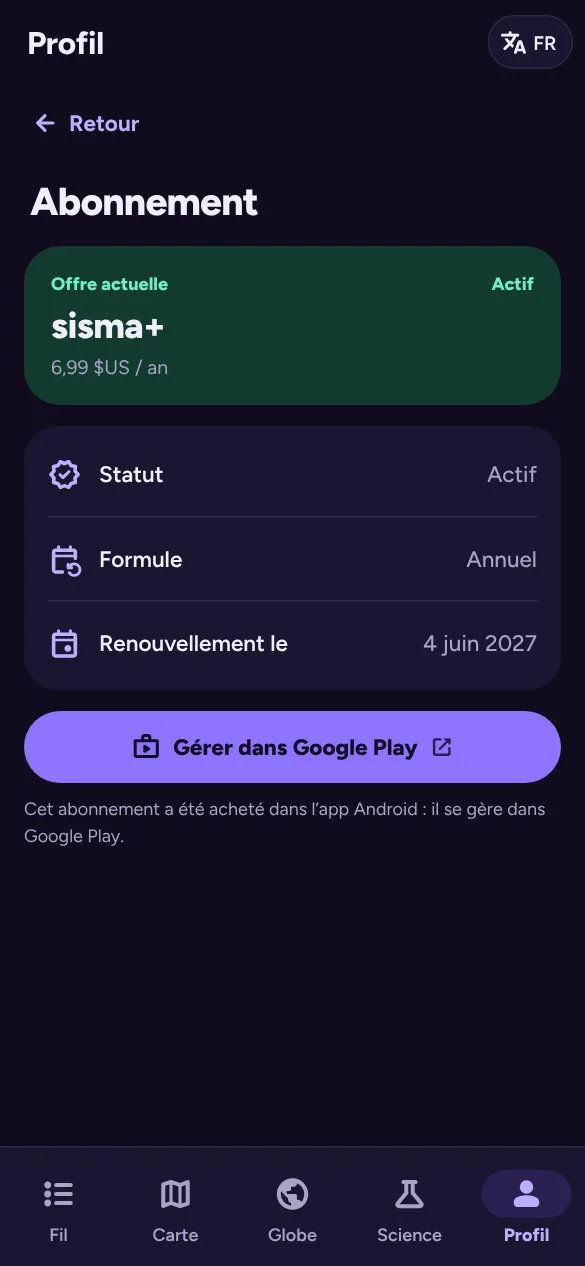 Profil
FR
Retour
Abonnement
Offre actuelle
Actif
sisma+
6,99 $US / an
Statut
Actif
Formule
Annuel
Renouvellement le
4 juin 2027
Gérer dans Google Play
Cet abonnement a été acheté dans l’app Android : il se gère dans
Google Play.
Fil
Carte
Globe
Science
Profil